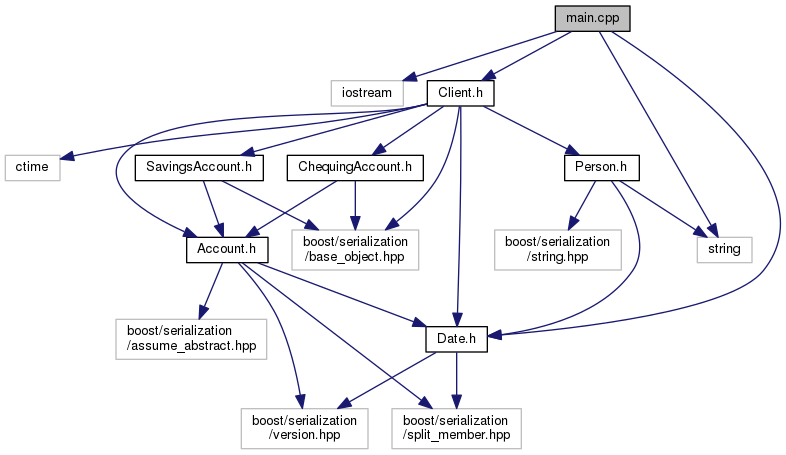 main.cpp
iostream
Client.h
ctime
SavingsAccount.h
ChequingAccount.h
Person.h
Account.h
boost/serialization
/base_object.hpp
boost/serialization
/string.hpp
string
boost/serialization
/assume_abstract.hpp
Date.h
boost/serialization
/version.hpp
boost/serialization
/split_member.hpp